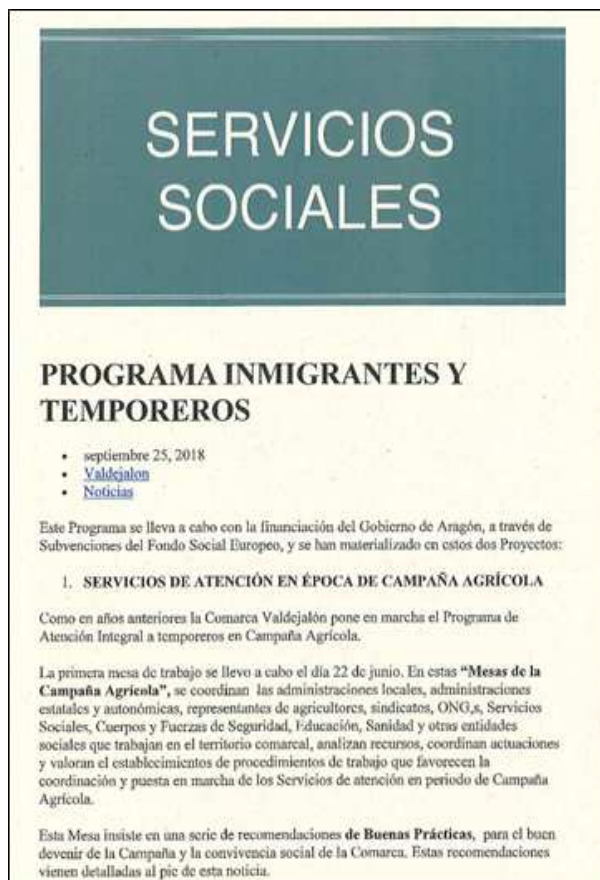 SERVICIOS
SOCIALES
PROGRAMA INMIGRANTES Y
TEMPOREROS
• septiembre 25, 2018
• Valdejalon
• Noticias
Este Programa se lleva a cabo con la financiación del Gobierno de Aragón, a través de
Subvenciones del Fondo Social Europeo, y se han materializado en estos dos Proyectos:
1. SERVICIOS DE ATENCIÓN EN ÉPOCA DE CAMPAÑA AGRÍCOLA
Como en años anteriores la Comarca Valdejalón pone en marcha el Programa de
Atención Integral a temporeros en Campaña Agrícola.
La primera mesa de trabajo se llevo a cabo el día 22 de junio. En estas “Mesas de la
Campaña Agrícola”, se coordinan las administraciones locales, administraciones
estatales y autonómicas, representantes de agricultores, sindicatos, ONG,s, Servicios
Sociales, Cuerpos y Fuerzas de Seguridad, Educación, Sanidad y otras entidades
sociales que trabajan en el territorio comarcal, analizan recursos, coordinan actuaciones
y valoran el establecimientos de procedimientos de trabajo que favorecen la
coordinación y puesta en marcha de los Servicios de atención en periodo de Campaña
Agrícola.
Esta Mesa insiste en una serie de recomendaciones de Buenas Prácticas, para el buen
devenir de la Campaña y la convivencia social de la Comarca. Estas recomendaciones
vienen detalladas al pie de esta noticia.